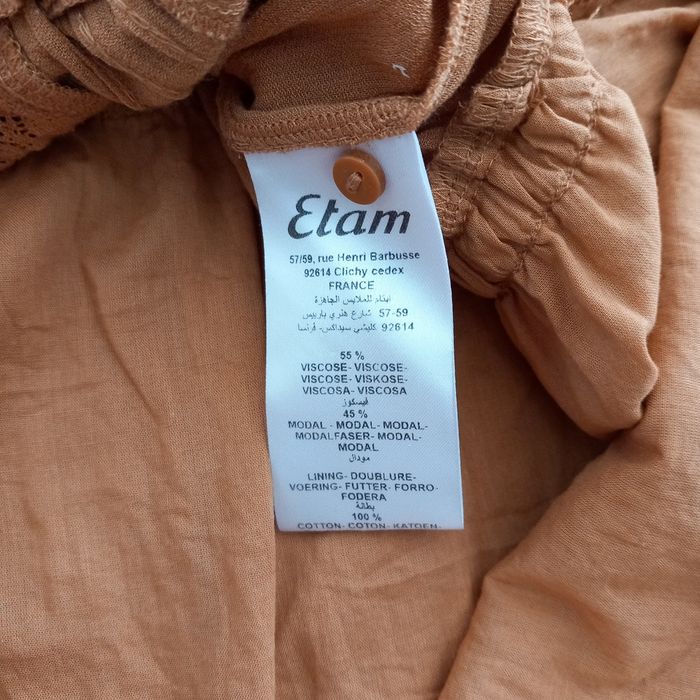 Etam
57/59, rue Henri Barbusse
92614 Clichy cedex
FRANCE
ايتام للملابس الجاهزة
57-59 شارع هنري باربيس
92614 كليشي سيداكس- فرنسا
55 %
VISCOSE- VISCOSE-
VISCOSE- VISKOSE-
VISCOSA- VISCOSA
فيسكوز
45 %
MODAL - MODAL- MODAL-
MODALFASER- MODAL-
MODAL
مودال
LINING- DOUBLURE-
VOERING- FUTTER- FORRO-
FODERA
بطانة
100 %
COTTON- COTON- KATOEN-